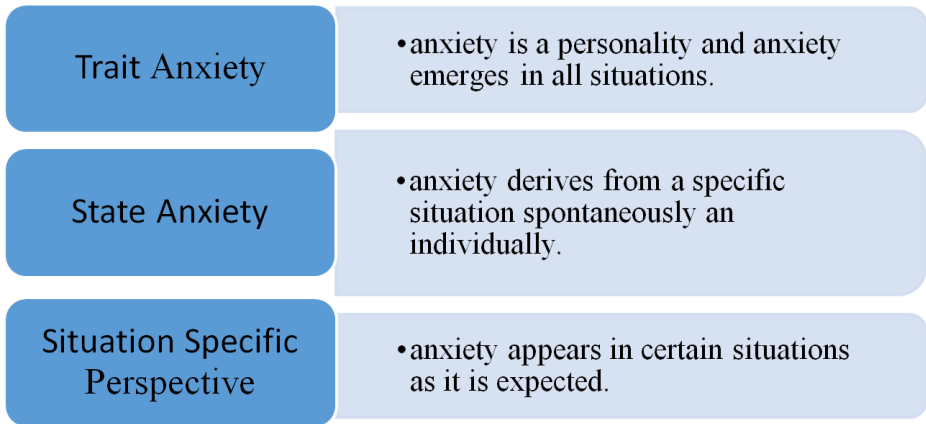 Trait Anxiety
•anxiety is a personality and anxiety
emerges in all situations.
State Anxiety
•anxiety derives from a specific
situation spontaneously an
individually.
Situation Specific
Perspective
•anxiety appears in certain situations
as it is expected.